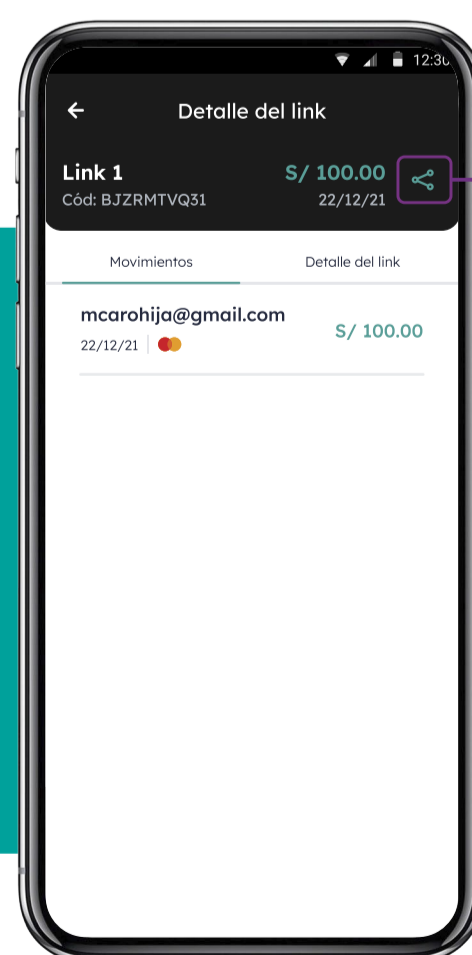 12:30
Detalle del link
Link 1
S/ 100.00
Cód: BJZRMTVQ31
22/12/21
Movimientos
Detalle del link
mcarohija@gmail.com
S/ 100.00
22/12/21